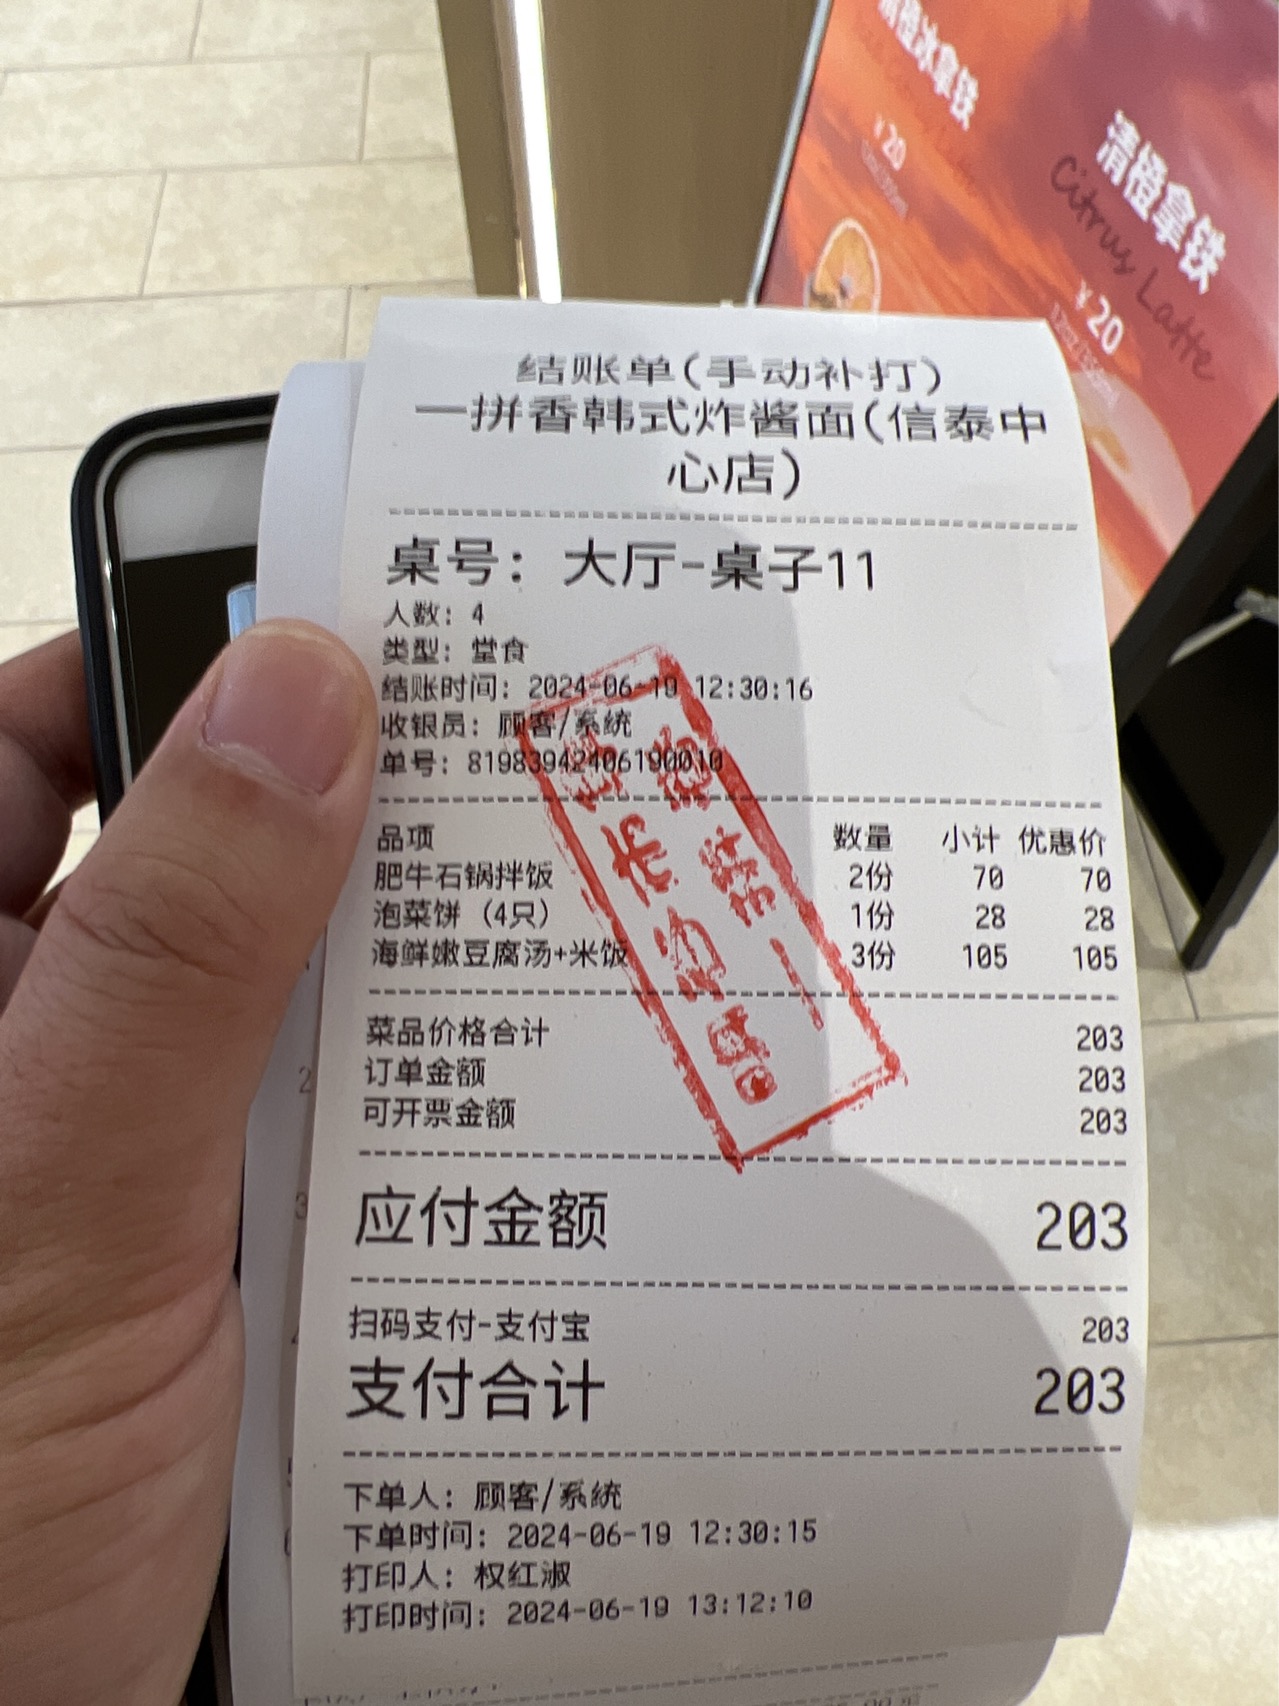 清橙冰拿铁
¥20
清橙拿铁
Citrus Latte
¥20
结账单(手动补打)
一拼香韩式炸酱面(信泰中
心店)
桌号: 大厅-桌子11
人数: 4
类型: 堂食
结账时间: 2024-06-19 12:30:16
收银员: 顾客/系统
单号: 81983942406190010
品项 数量 小计 优惠价
肥牛石锅拌饭 2份 70 70
泡菜饼 (4只) 1份 28 28
海鲜嫩豆腐汤+米饭 3份 105 105
菜品价格合计 203
订单金额 203
可开票金额 203
应付金额 203
扫码支付-支付宝 203
支付合计 203
下单人: 顾客/系统
下单时间: 2024-06-19 12:30:15
打印人: 权红淑
打印时间: 2024-06-19 13:12:10